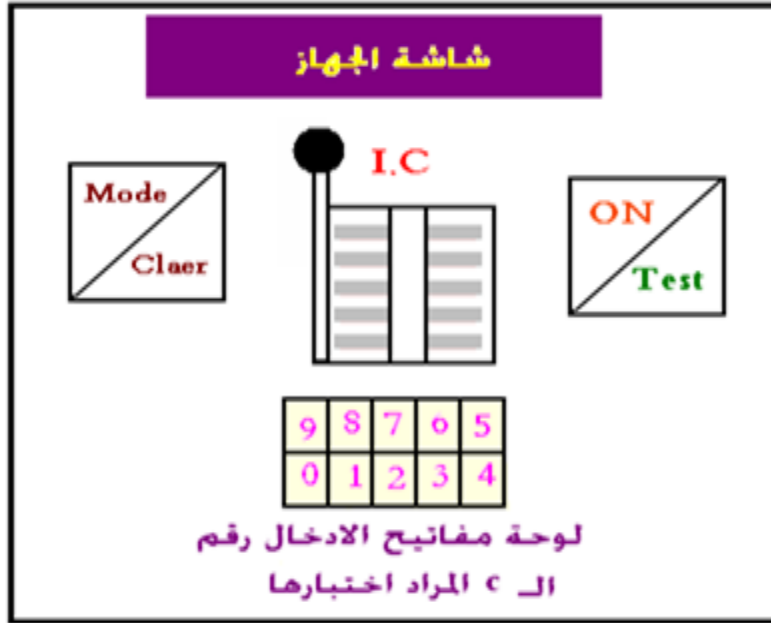 شاشة الجهاز
I.C
Mode
Claer
ON
Test
9 8 7 6 5
0 1 2 3 4
لوحة مفاتيح الادخال رقم
الـ c المراد اختبارها